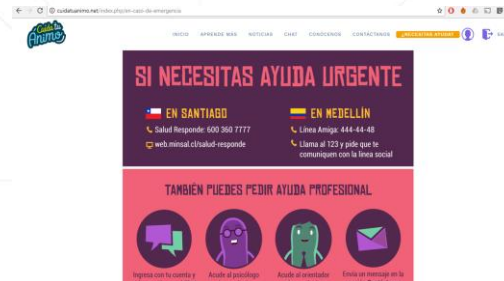 cuidatuanimo.net/index.php/en-caso-de-emergencia
Cuida tu
Ánimo
INICIO APRENDE MAS NOTICIAS CHAT CONÓCENOS CONTÁCTANOS ¿NECESITAS AYUDA?
SI NECESITAS AYUDA URGENTE
EN SANTIAGO
Salud Responde: 600 360 7777
web.minsal.cl/salud-responde
EN MEDELLÍN
Línea Amiga: 444-44-48
Llama al 123 y pide que te
comuniquen con la línea social
TAMBIÉN PUEDES PEDIR AYUDA PROFESIONAL
Ingresa con tu cuenta y
Acude al psicólogo
Acude al orientador
Envía un mensaje en la